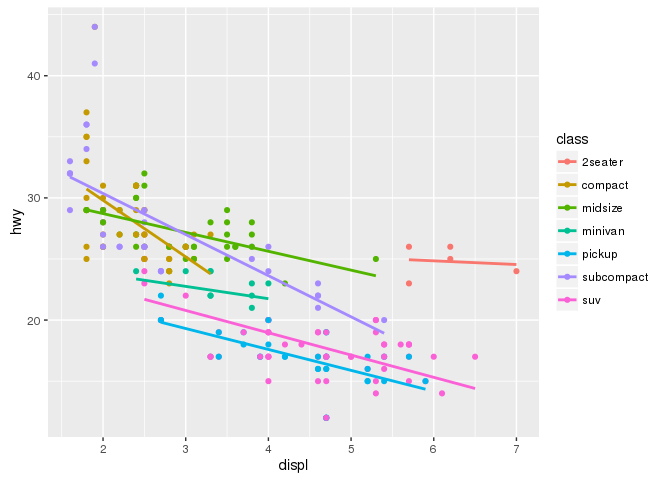 hwy
40
30
20
2
3
4
5
6
7
displ
class
2seater
compact
midsize
minivan
pickup
subcompact
suv